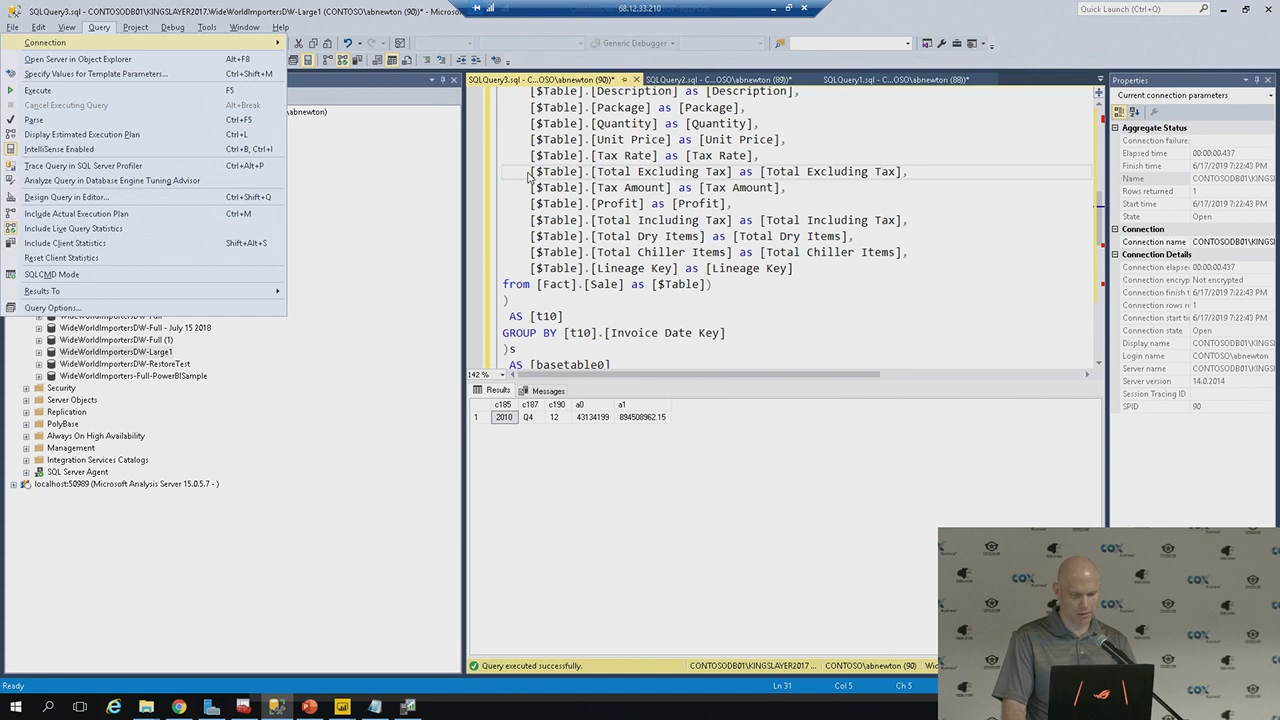 SQLQuery3.sql - CONTOSODB01\KINGSLAYER2017.WideWorldImportersDW-Large1 (CONTOSO\abnewton (90))* -
68.12.33.210
Quick Launch (Ctrl+Q)
File Edit View Query Project Debug Tools Window Help
Connection
Open Server in Object Explorer Alt+F8
Specify Values for Template Parameters... Ctrl+Shift+M
Execute F5
Cancel Executing Query Alt+Break
Parse Ctrl+F5
Display Estimated Execution Plan Ctrl+L
IntelliSense Enabled Ctrl+B, Ctrl+I
Trace Query in SQL Server Profiler Ctrl+Alt+P
Analyze Query in Database Engine Tuning Advisor
Design Query in Editor... Ctrl+Shift+Q
Include Actual Execution Plan Ctrl+M
Include Live Query Statistics
Include Client Statistics Shift+Alt+S
Reset Client Statistics
SQLCMD Mode
Results To
Query Options...
newton)
WideWorldImporters-Full
WideWorldImportersDW-Full - July 15 2018
WideWorldImportersDW-Full (1)
WideWorldImportersDW-Large1
WideWorldImportersDW-RestoreTest
WideWorldImporters-Full-PowerBISample
Security
Server Objects
Replication
PolyBase
Always On High Availability
Management
Integration Services Catalogs
SQL Server Agent
localhost:50989 (Microsoft Analysis Server 15.0.5.7 - )
Generic Debugger
SQLQuery3.sql - C...OSO\abnewton (90))*
SQLQuery2.sql - C...OSO\abnewton (89))*
SQLQuery1.sql - C...OSO\abnewton (88))*
[$Table].[Description] as [Description],
[$Table].[Package] as [Package],
[$Table].[Quantity] as [Quantity],
[$Table].[Unit Price] as [Unit Price],
[$Table].[Tax Rate] as [Tax Rate],
[$Table].[Total Excluding Tax] as [Total Excluding Tax],
[$Table].[Tax Amount] as [Tax Amount],
[$Table].[Profit] as [Profit],
[$Table].[Total Including Tax] as [Total Including Tax],
[$Table].[Total Dry Items] as [Total Dry Items],
[$Table].[Total Chiller Items] as [Total Chiller Items],
[$Table].[Lineage Key] as [Lineage Key]
from [Fact].[Sale] as [$Table])
)
AS [t10]
GROUP BY [t10].[Invoice Date Key]
)s
AS [basetable0]
142 %
Results Messages
c185 c187 c190 a0 a1
1 2010 Q4 12 43134199 894508962.15
Query executed successfully.
CONTOSODB01\KINGSLAYER2017 ...
CONTOSO\abnewton (90)
Properties
Current connection parameters
Aggregate Status
Connection failure:
Elapsed time 00:00:00.437
Finish time 6/17/2019 7:22:43 PM
Name CONTOSODB01\KINGSL
Rows returned 1
Start time 6/17/2019 7:22:43 PM
State Open
Connection
Connection name CONTOSODB01\KINGSL
Connection Details
Connection elapse 00:00:00.437
Connection finish t 6/17/2019 7:22:43 PM
Connection rows r 1
Connection start ti 6/17/2019 7:22:43 PM
Connection state Open
Display name CONTOSODB01\KINGSL
Login name CONTOSO\abnewton
Server name CONTOSODB01\KINGSL
Server version 14.0.2014
Session Tracing ID
SPID 90
Ready
Ln 31 Col 5 Ch 5
COX
COX
COX